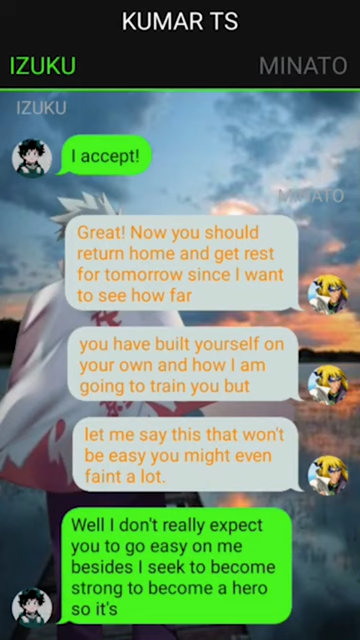 KUMAR TS
IZUKU MINATO
IZUKU
I accept!
MINATO
Great! Now you should
return home and get rest
for tomorrow since I want
to see how far
you have built yourself on
your own and how I am
going to train you but
let me say this that won't
be easy you might even
faint a lot.
Well I don't really expect
you to go easy on me
besides I seek to become
strong to become a hero
so it's